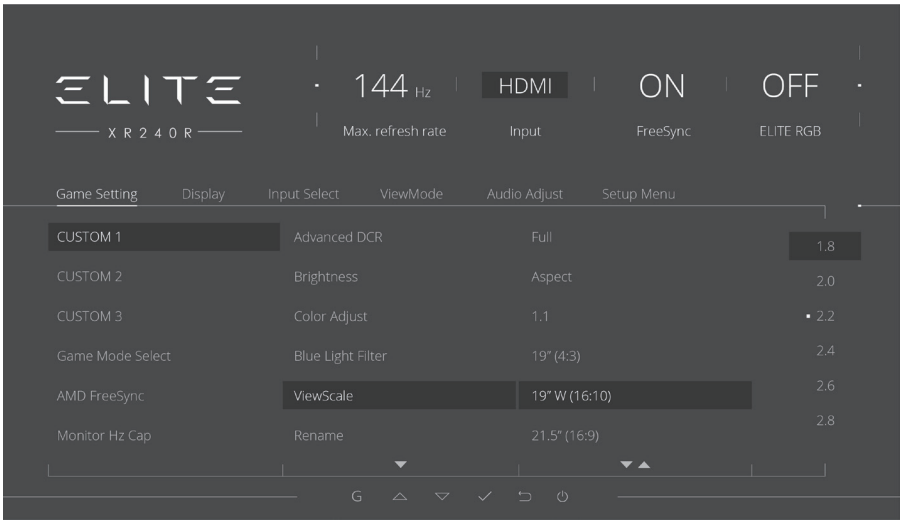 ELITE
XR240R
144 Hz
HDMI
ON
OFF
Max. refresh rate
Input
FreeSync
ELITE RGB
Game Setting
Display
Input Select
ViewMode
Audio Adjust
Setup Menu
CUSTOM 1
Advanced DCR
Full
1.8
CUSTOM 2
Brightness
Aspect
2.0
CUSTOM 3
Color Adjust
1.1
2.2
Game Mode Select
Blue Light Filter
19" (4:3)
2.4
AMD FreeSync
ViewScale
19" W (16:10)
2.6
Monitor Hz Cap
Rename
21.5" (16:9)
2.8
G